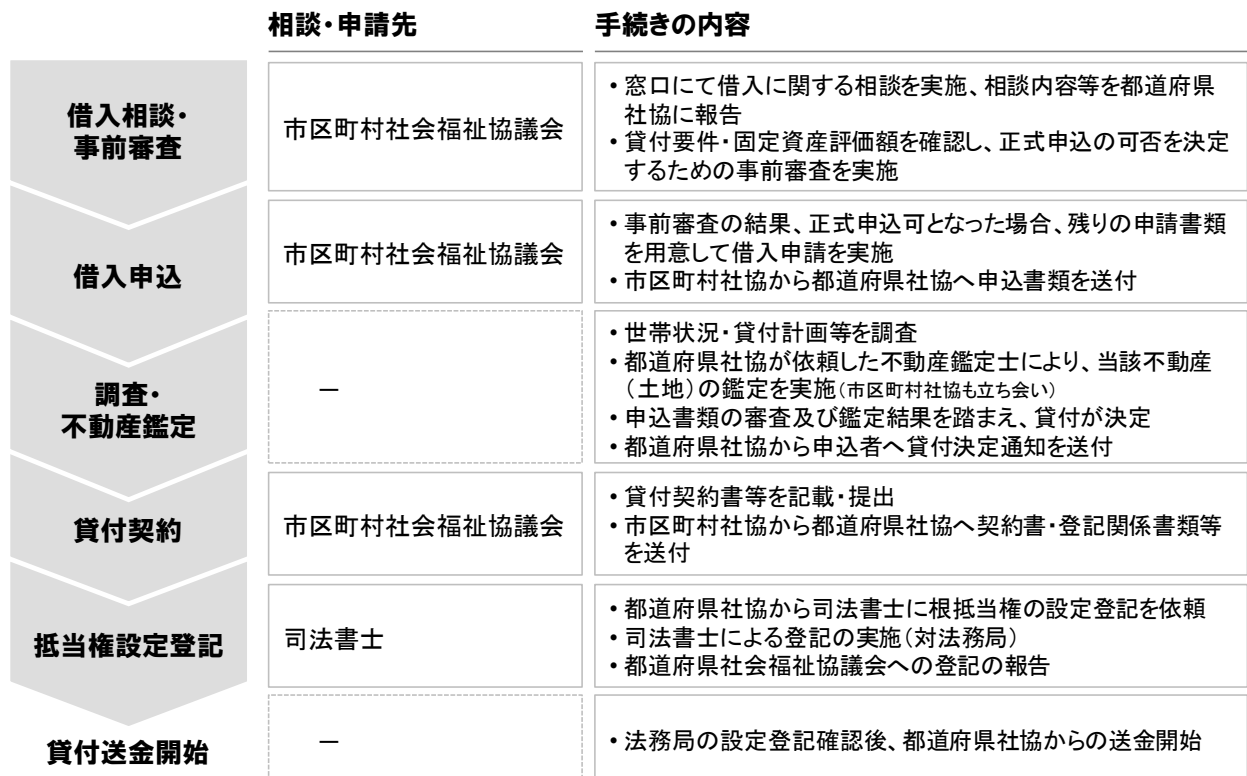 相談・申請先
手続きの内容
借入相談・
事前審査
市区町村社会福祉協議会
• 窓口にて借入に関する相談を実施、相談内容等を都道府県
社協に報告
• 貸付要件・固定資産評価額を確認し、正式申込の可否を決定
するための事前審査を実施
借入申込
市区町村社会福祉協議会
• 事前審査の結果、正式申込可となった場合、残りの申請書類
を用意して借入申請を実施
• 市区町村社協から都道府県社協へ申込書類を送付
調査・
不動産鑑定
－
• 世帯状況・貸付計画等を調査
• 都道府県社協が依頼した不動産鑑定士により、当該不動産
（土地）の鑑定を実施（市区町村社協も立ち会い）
• 申込書類の審査及び鑑定結果を踏まえ、貸付が決定
• 都道府県社協から申込者へ貸付決定通知を送付
貸付契約
市区町村社会福祉協議会
• 貸付契約書等を記載・提出
• 市区町村社協から都道府県社協へ契約書・登記関係書類等
を送付
抵当権設定登記
司法書士
• 都道府県社協から司法書士に根抵当権の設定登記を依頼
• 司法書士による登記の実施（対法務局）
• 都道府県社会福祉協議会への登記の報告
貸付送金開始
－
• 法務局の設定登記確認後、都道府県社協からの送金開始